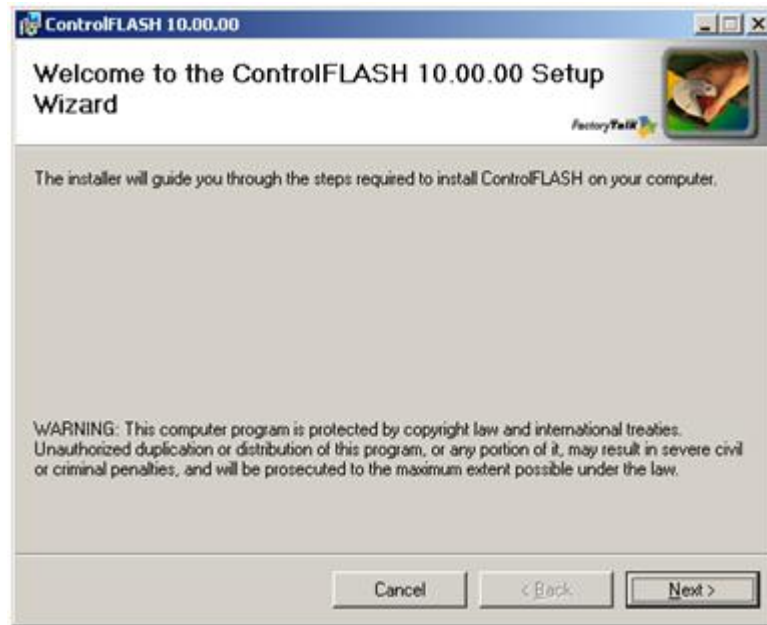 ControlFLASH 10.00.00
Welcome to the ControlFLASH 10.00.00 Setup
Wizard
FactoryTalk
The installer will guide you through the steps required to install ControlFLASH on your computer.
WARNING: This computer program is protected by copyright law and international treaties.
Unauthorized duplication or distribution of this program, or any portion of it, may result in severe civil
or criminal penalties, and will be prosecuted to the maximum extent possible under the law.
Cancel < Back Next >